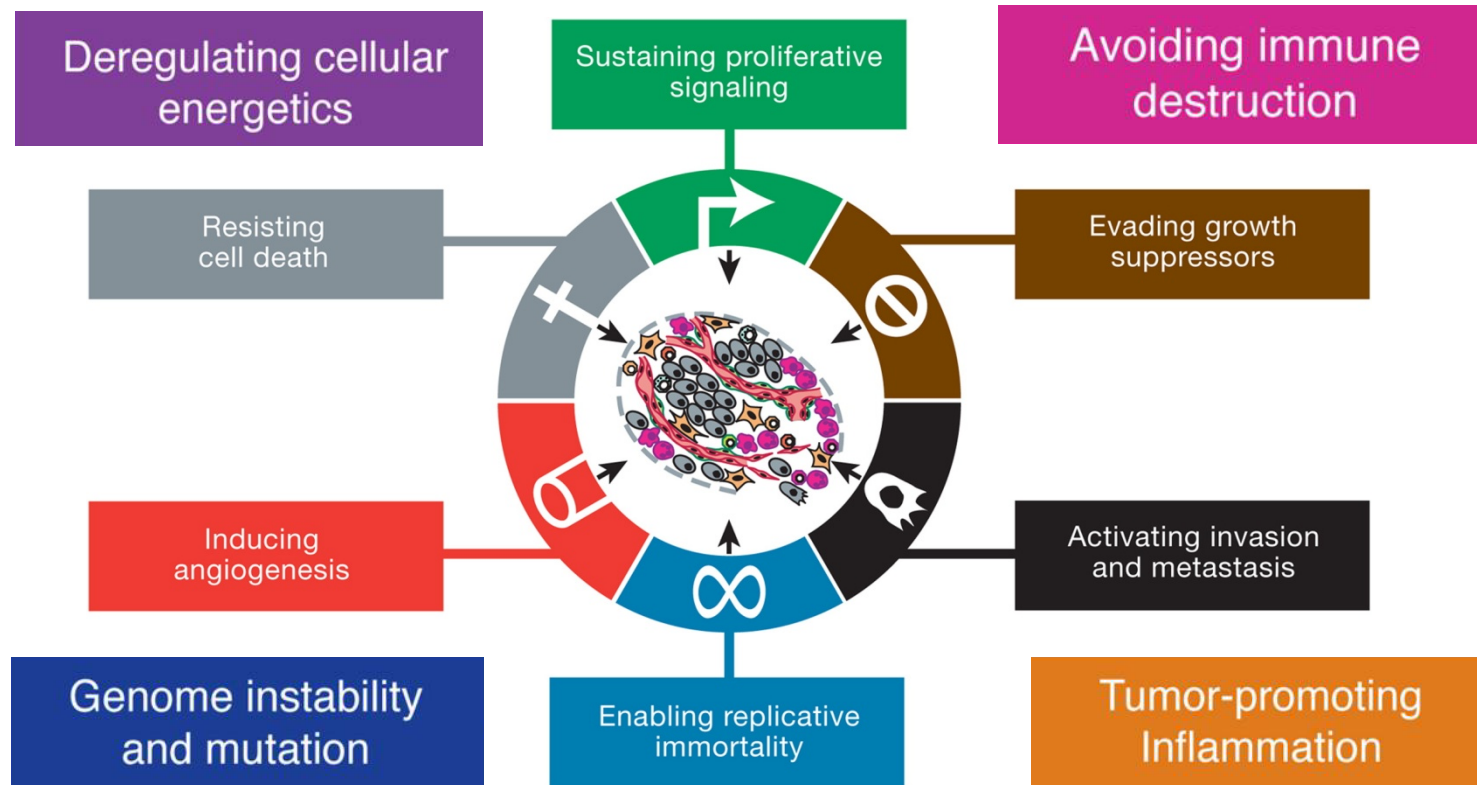 Deregulating cellular
energetics
Sustaining proliferative
signaling
Avoiding immune
destruction
Resisting
cell death
Evading growth
suppressors
Inducing
angiogenesis
Activating invasion
and metastasis
Genome instability
and mutation
Enabling replicative
immortality
Tumor-promoting
Inflammation